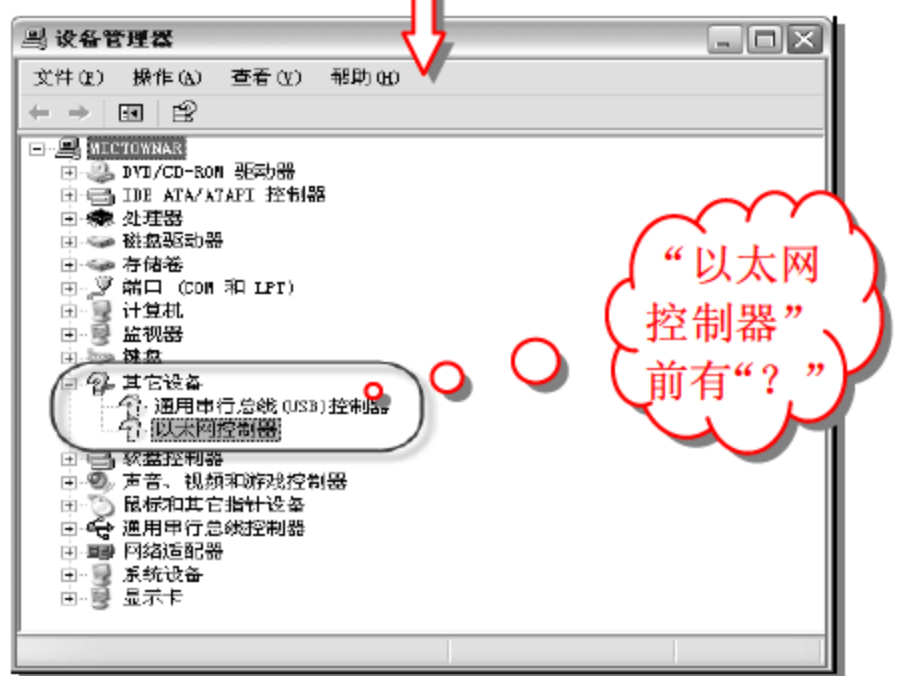 设备管理器
文件(F) 操作(A) 查看(V) 帮助(H)
MICTOWNAR
DVD/CD-ROM 驱动器
IDE ATA/ATAPI 控制器
处理器
磁盘驱动器
存储卷
端口 (COM 和 LPT)
计算机
监视器
键盘
其它设备
通用串行总线(USB)控制器
以太网控制器
软盘控制器
声音、视频和游戏控制器
鼠标和其它指针设备
通用串行总线控制器
网络适配器
系统设备
显示卡
“以太网
控制器”
前有“？”